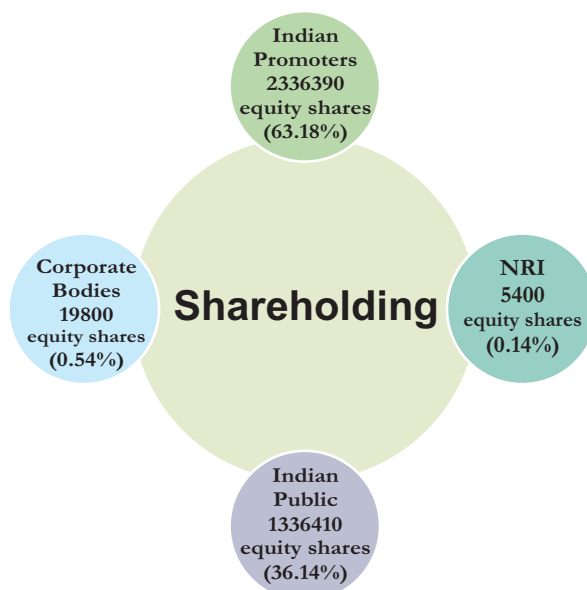 Indian
Promoters
2336390
equity shares
(63.18%)
Corporate
Bodies
19800
equity shares
(0.54%)
Shareholding
NRI
5400
equity shares
(0.14%)
Indian
Public
1336410
equity shares
(36.14%)